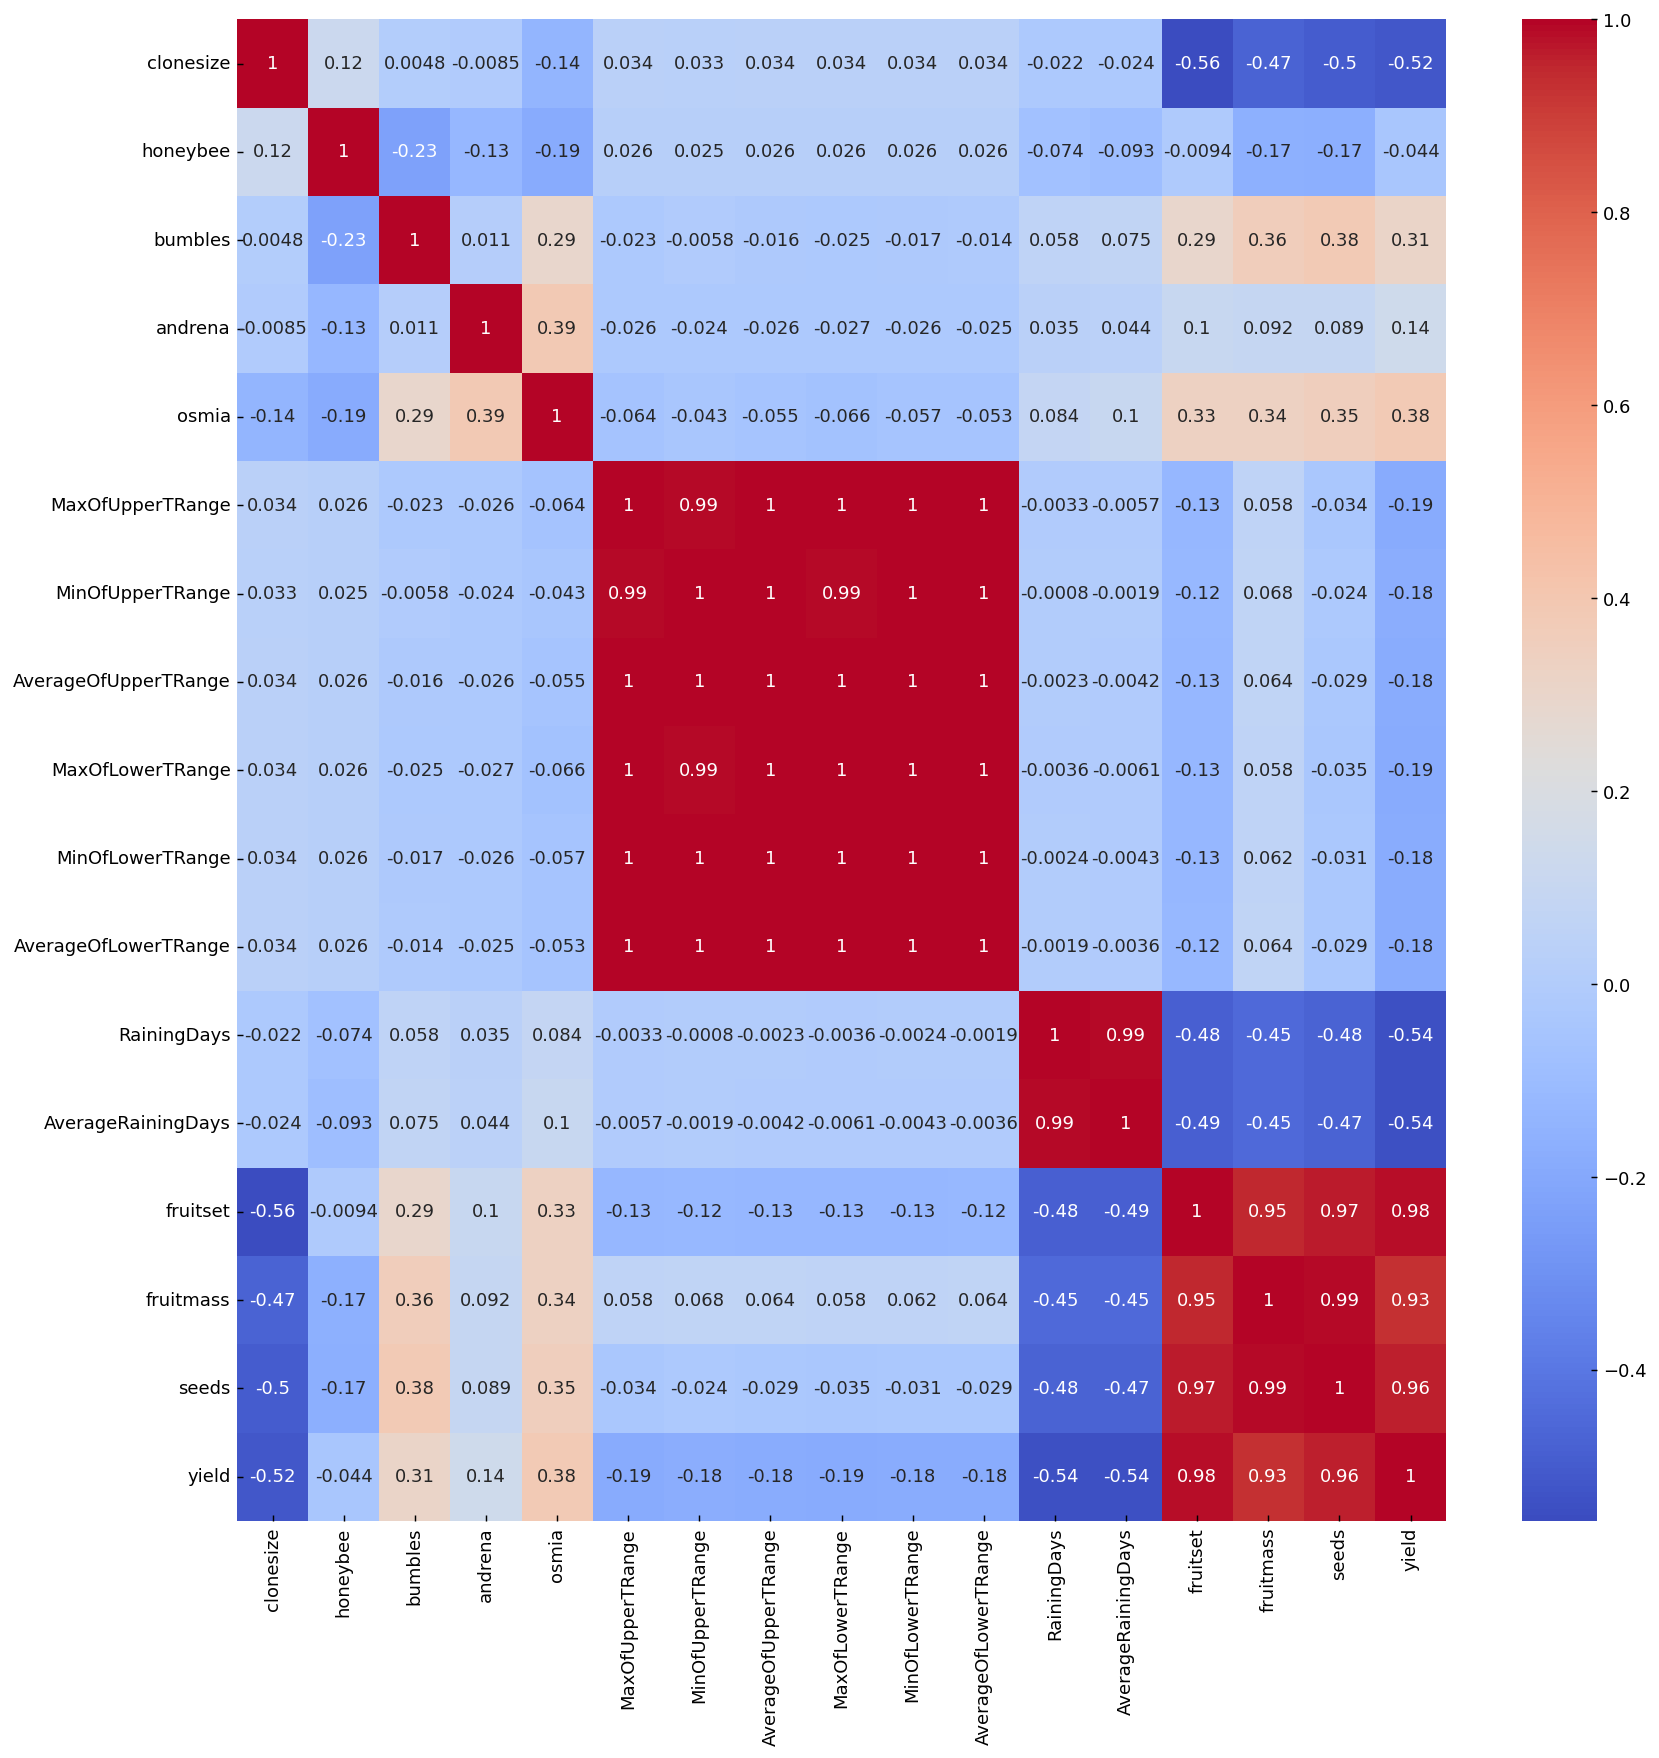 clonesize 1 0.12 0.0048 -0.0085 -0.14 0.034 0.033 0.034 0.034 0.034 0.034 -0.022 -0.024 -0.56 -0.47 -0.5 -0.52
honeybee 0.12 1 -0.23 -0.13 -0.19 0.026 0.025 0.026 0.026 0.026 0.026 -0.074 -0.093 -0.0094 -0.17 -0.17 -0.044
bumbles 0.0048 -0.23 1 0.011 0.29 -0.023 -0.0058 -0.016 -0.025 -0.017 -0.014 0.058 0.075 0.29 0.36 0.38 0.31
andrena -0.0085 -0.13 0.011 1 0.39 -0.026 -0.024 -0.026 -0.027 -0.026 -0.025 0.035 0.044 0.1 0.092 0.089 0.14
osmia -0.14 -0.19 0.29 0.39 1 -0.064 -0.043 -0.055 -0.066 -0.057 -0.053 0.084 0.1 0.33 0.34 0.35 0.38
MaxOfUpperTRange 0.034 0.026 -0.023 -0.026 -0.064 1 0.99 1 1 1 1 -0.0033 -0.0057 -0.13 0.058 -0.034 -0.19
MinOfUpperTRange 0.033 0.025 -0.0058 -0.024 -0.043 0.99 1 1 0.99 1 1 -0.0008 -0.0019 -0.12 0.068 -0.024 -0.18
AverageOfUpperTRange 0.034 0.026 -0.016 -0.026 -0.055 1 1 1 1 1 1 -0.0023 -0.0042 -0.13 0.064 -0.029 -0.18
MaxOfLowerTRange 0.034 0.026 -0.025 -0.027 -0.066 1 0.99 1 1 1 1 -0.0036 -0.0061 -0.13 0.058 -0.035 -0.19
MinOfLowerTRange 0.034 0.026 -0.017 -0.026 -0.057 1 1 1 1 1 1 -0.0024 -0.0043 -0.13 0.062 -0.031 -0.18
AverageOfLowerTRange 0.034 0.026 -0.014 -0.025 -0.053 1 1 1 1 1 1 -0.0019 -0.0036 -0.12 0.064 -0.029 -0.18
RainingDays -0.022 -0.074 0.058 0.035 0.084 -0.0033 -0.0008 -0.0023 -0.0036 -0.0024 -0.0019 1 0.99 -0.48 -0.45 -0.48 -0.54
AverageRainingDays -0.024 -0.093 0.075 0.044 0.1 -0.0057 -0.0019 -0.0042 -0.0061 -0.0043 -0.0036 0.99 1 -0.49 -0.45 -0.47 -0.54
fruitset -0.56 -0.0094 0.29 0.1 0.33 -0.13 -0.12 -0.13 -0.13 -0.13 -0.12 -0.48 -0.49 1 0.95 0.97 0.98
fruitmass -0.47 -0.17 0.36 0.092 0.34 0.058 0.068 0.064 0.058 0.062 0.064 -0.45 -0.45 0.95 1 0.99 0.93
seeds -0.5 -0.17 0.38 0.089 0.35 -0.034 -0.024 -0.029 -0.035 -0.031 -0.029 -0.48 -0.47 0.97 0.99 1 0.96
yield -0.52 -0.044 0.31 0.14 0.38 -0.19 -0.18 -0.18 -0.19 -0.18 -0.18 -0.54 -0.54 0.98 0.93 0.96 1
clonesize
honeybee
bumbles
andrena
osmia
MaxOfUpperTRange
MinOfUpperTRange
AverageOfUpperTRange
MaxOfLowerTRange
MinOfLowerTRange
AverageOfLowerTRange
RainingDays
AverageRainingDays
fruitset
fruitmass
seeds
yield
1.0
0.8
0.6
0.4
0.2
0.0
−0.2
−0.4